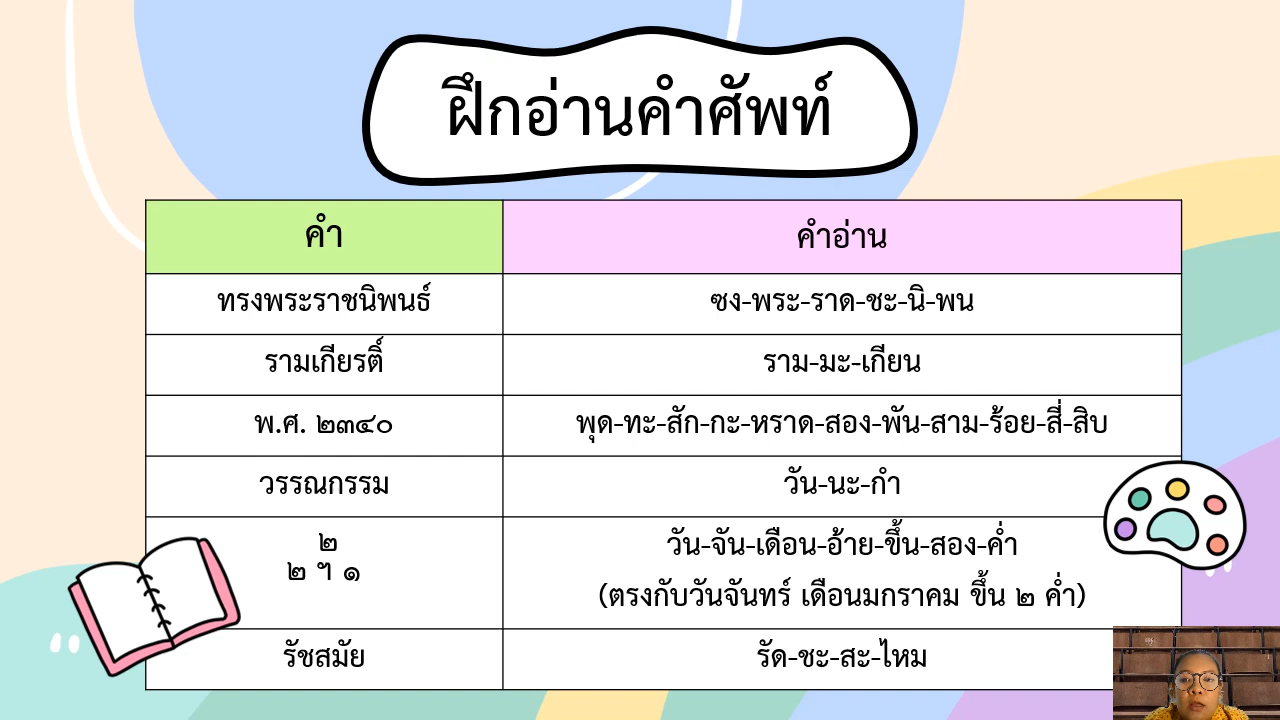 ฝึกอ่านคำศัพท์
คำ
คำอ่าน
ทรงพระราชนิพนธ์
ซง-พระ-ราด-ชะ-นิ-พน
รามเกียรติ์
ราม-มะ-เกียน
พ.ศ. ๒๓๔๐
พุด-ทะ-สัก-กะ-หราด-สอง-พัน-สาม-ร้อย-สี่-สิบ
วรรณกรรม
วัน-นะ-กำ
๒
๒ ฯ ๑
วัน-จัน-เดือน-อ้าย-ขึ้น-สอง-ค่ำ
(ตรงกับวันจันทร์ เดือนมกราคม ขึ้น ๒ ค่ำ)
รัชสมัย
รัด-ชะ-สะ-ไหม